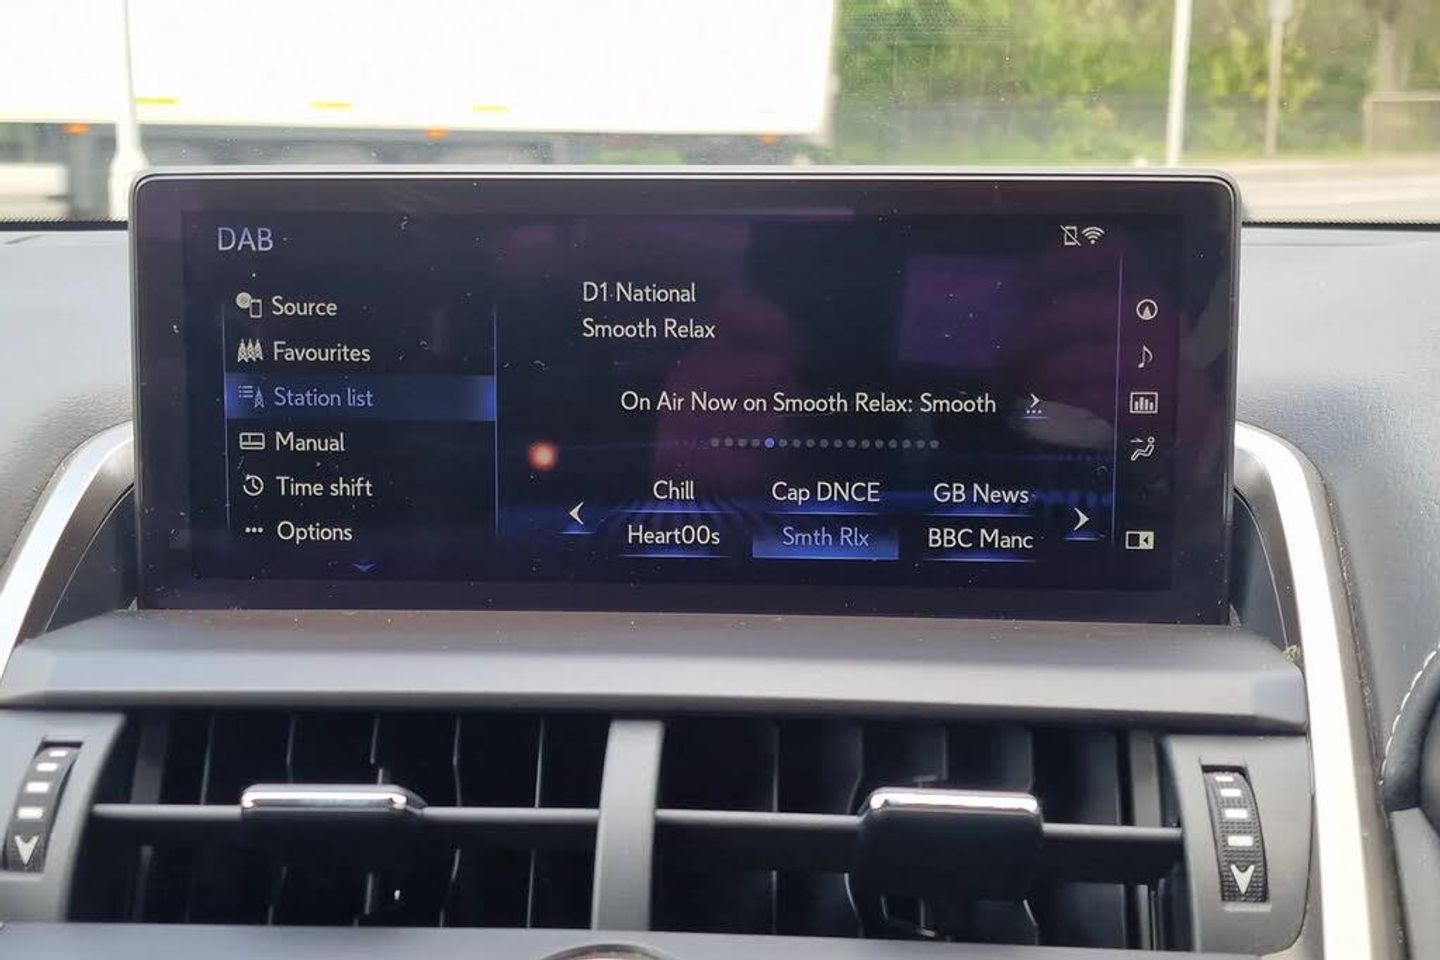 DAB
Source
Favourites
Station list
Manual
Time shift
Options
D1 National
Smooth Relax
On Air Now on Smooth Relax: Smooth
Chill Cap DNCE GB News
Heart00s Smth Rlx BBC Manc